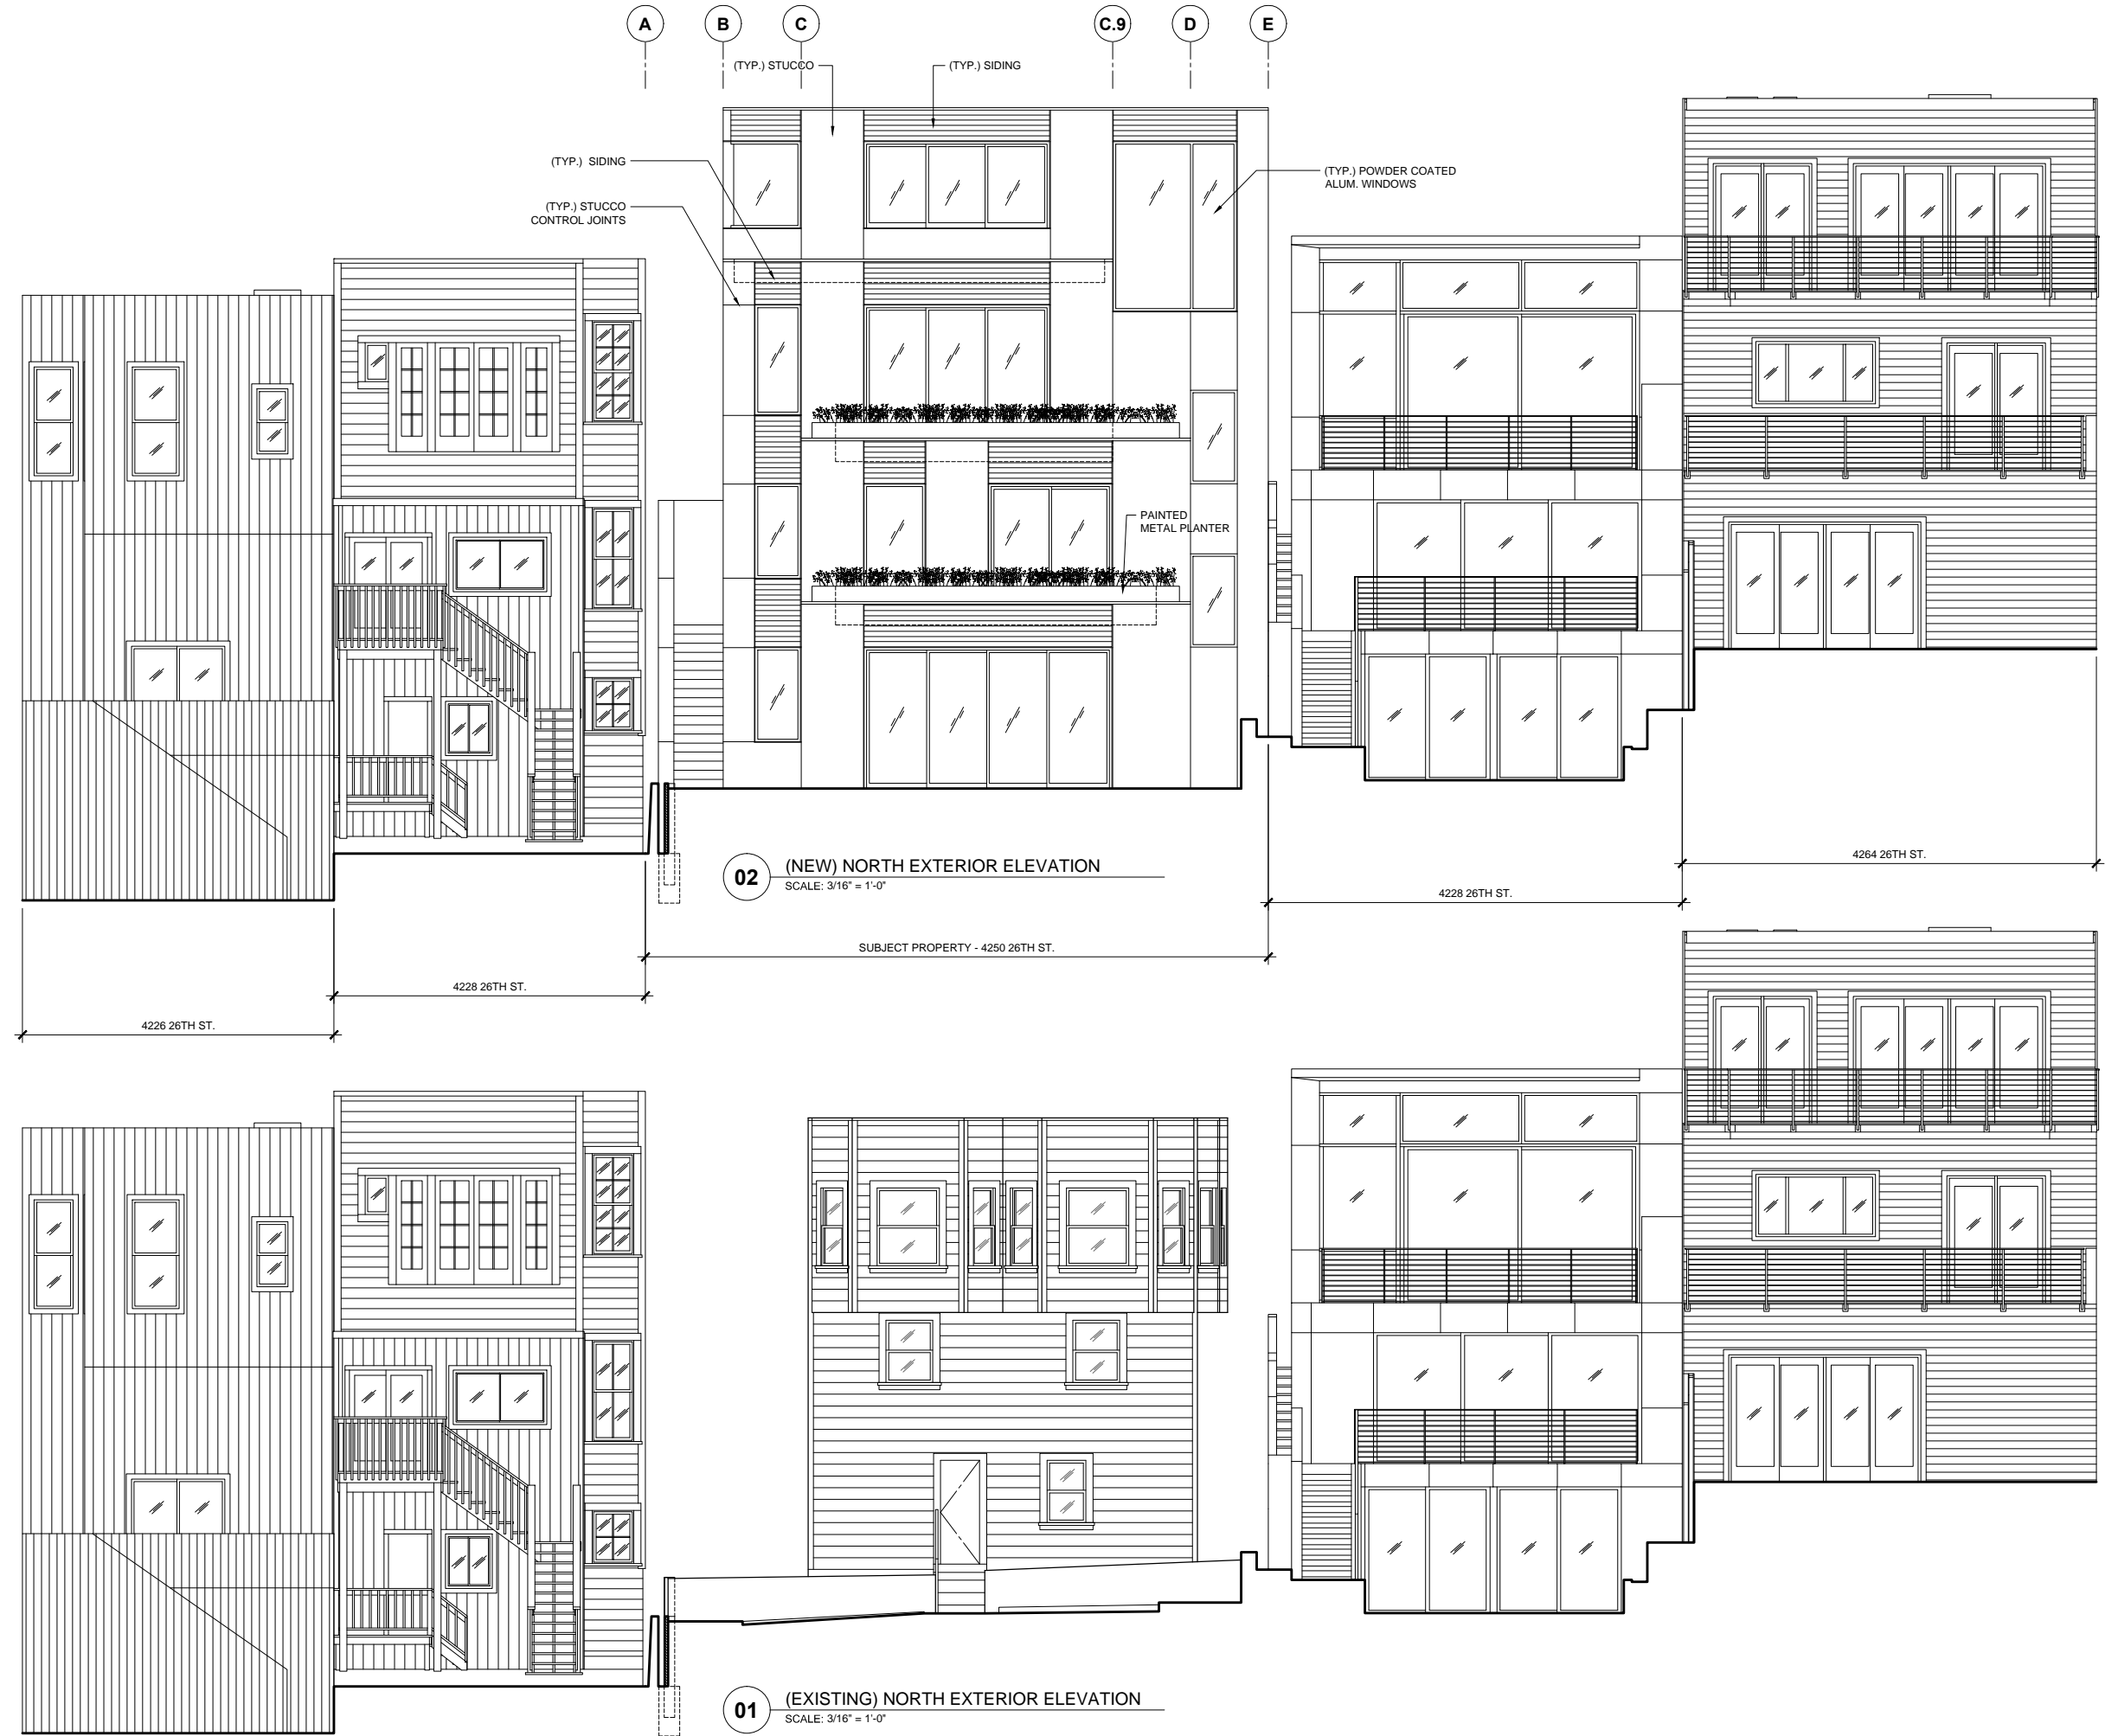 A B C C.9 D E
(TYP.) STUCCO
(TYP.) SIDING
(TYP.) SIDING
(TYP.) POWDER COATED
ALUM. WINDOWS
(TYP.) STUCCO
CONTROL JOINTS
PAINTED
METAL PLANTER
02 (NEW) NORTH EXTERIOR ELEVATION
SCALE: 3/16" = 1'-0"
4264 26TH ST.
4228 26TH ST.
SUBJECT PROPERTY - 4250 26TH ST.
4228 26TH ST.
4226 26TH ST.
01 (EXISTING) NORTH EXTERIOR ELEVATION
SCALE: 3/16" = 1'-0"